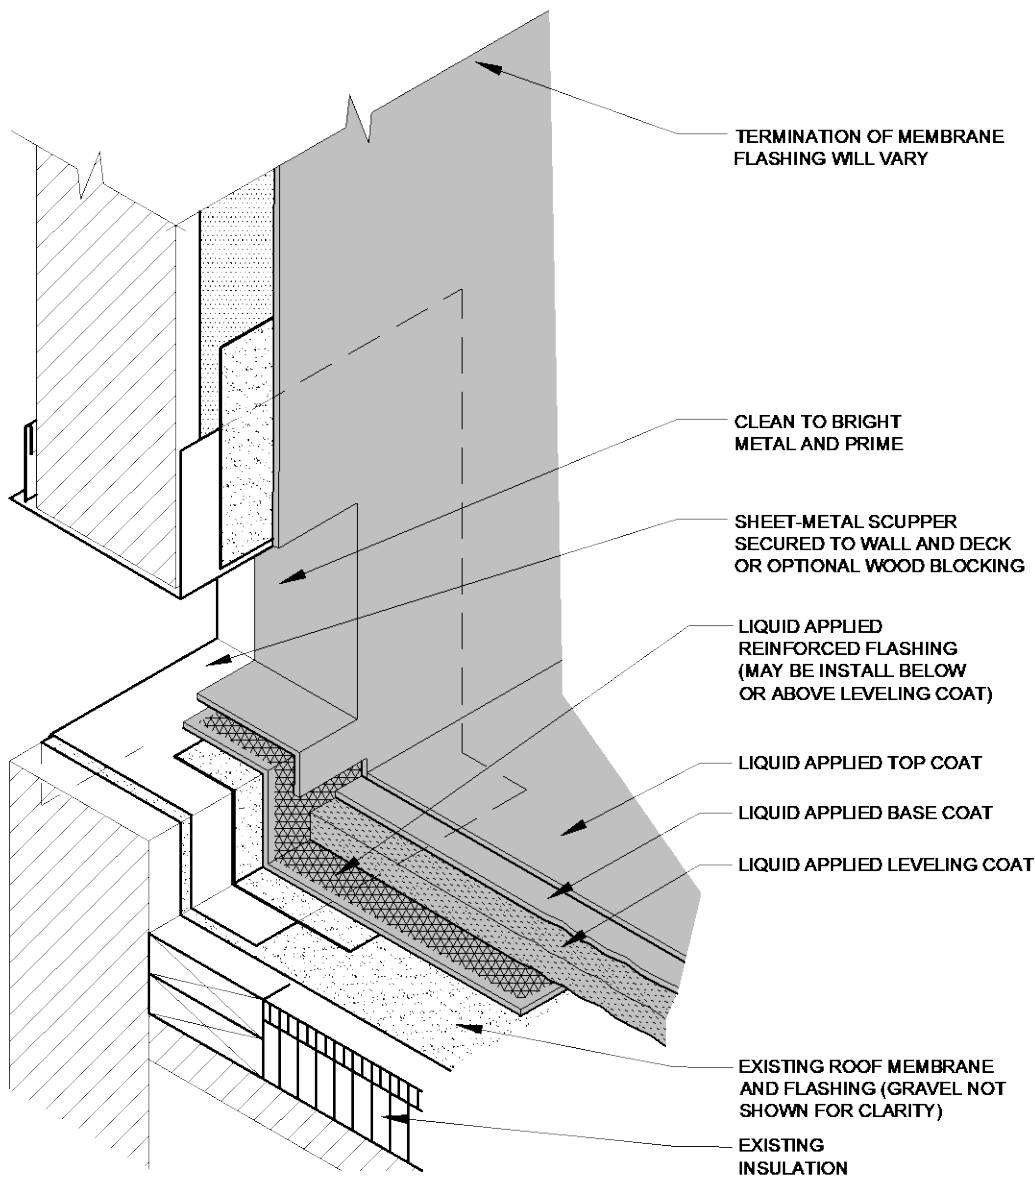 TERMINATION OF MEMBRANE
FLASHING WILL VARY
CLEAN TO BRIGHT
METAL AND PRIME
SHEET-METAL SCUPPER
SECURED TO WALL AND DECK
OR OPTIONAL WOOD BLOCKING
LIQUID APPLIED
REINFORCED FLASHING
(MAY BE INSTALL BELOW
OR ABOVE LEVELING COAT)
LIQUID APPLIED TOP COAT
LIQUID APPLIED BASE COAT
LIQUID APPLIED LEVELING COAT
EXISTING ROOF MEMBRANE
AND FLASHING (GRAVEL NOT
SHOWN FOR CLARITY)
EXISTING
INSULATION